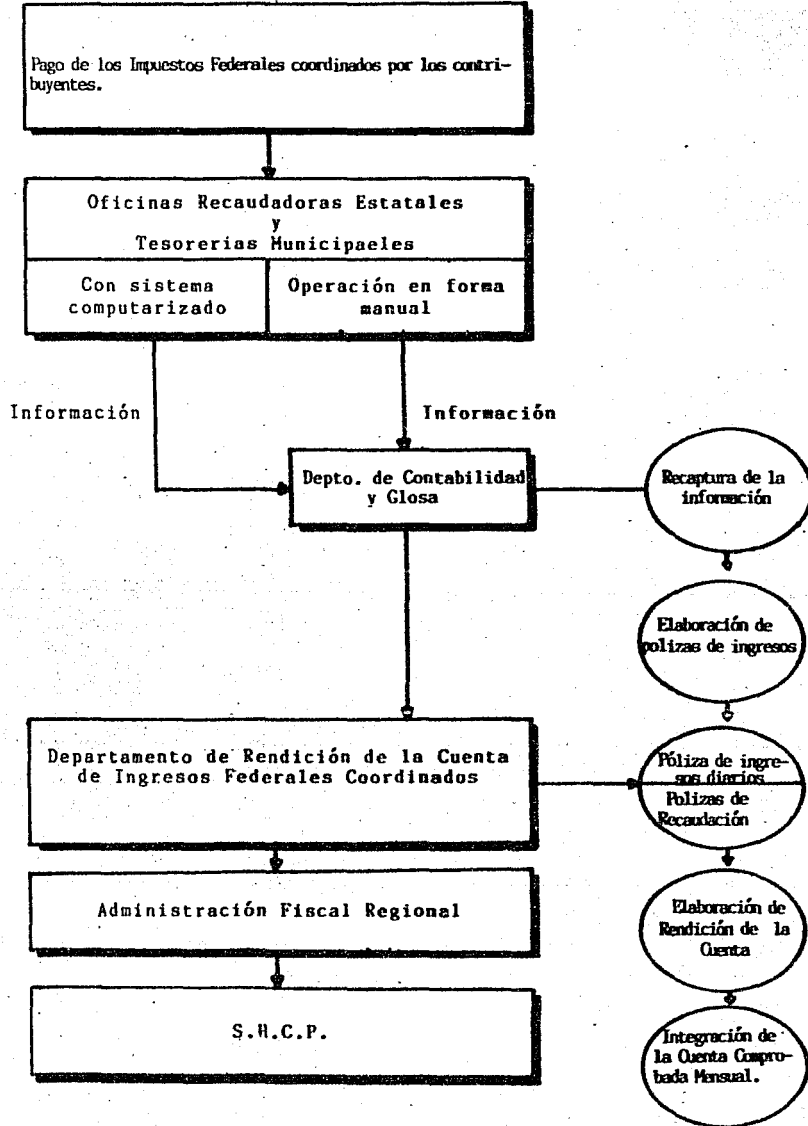 Pago de los Impuestos Federales coordinados por los contri-
buyentes.
Oficinas Recaudadoras Estatales
y
Tesorerias Municipaeles
Con sistema
computarizado
Operación en forma
manual
Información
Información
Depto. de Contabilidad
y Glosa
Recaptura de la
información
Elaboración de
polizas de ingresos
Departamento de Rendición de la Cuenta
de Ingresos Federales Coordinados
Póliza de ingre-
sos diarios
Polizas de
Recaudación
Administración Fiscal Regional
Elaboración de
Rendición de la
Cuenta
S.H.C.P.
Integración de
la Cuenta Compro-
bada Mensual.